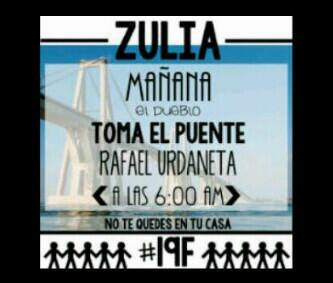 ZULIA
MAÑANA
el PUEBLO
TOMA EL PUENTE
RAFAEL URDANETA
A LAS 6:00 AM
NO TE QUEDES EN TU CASA
#19F